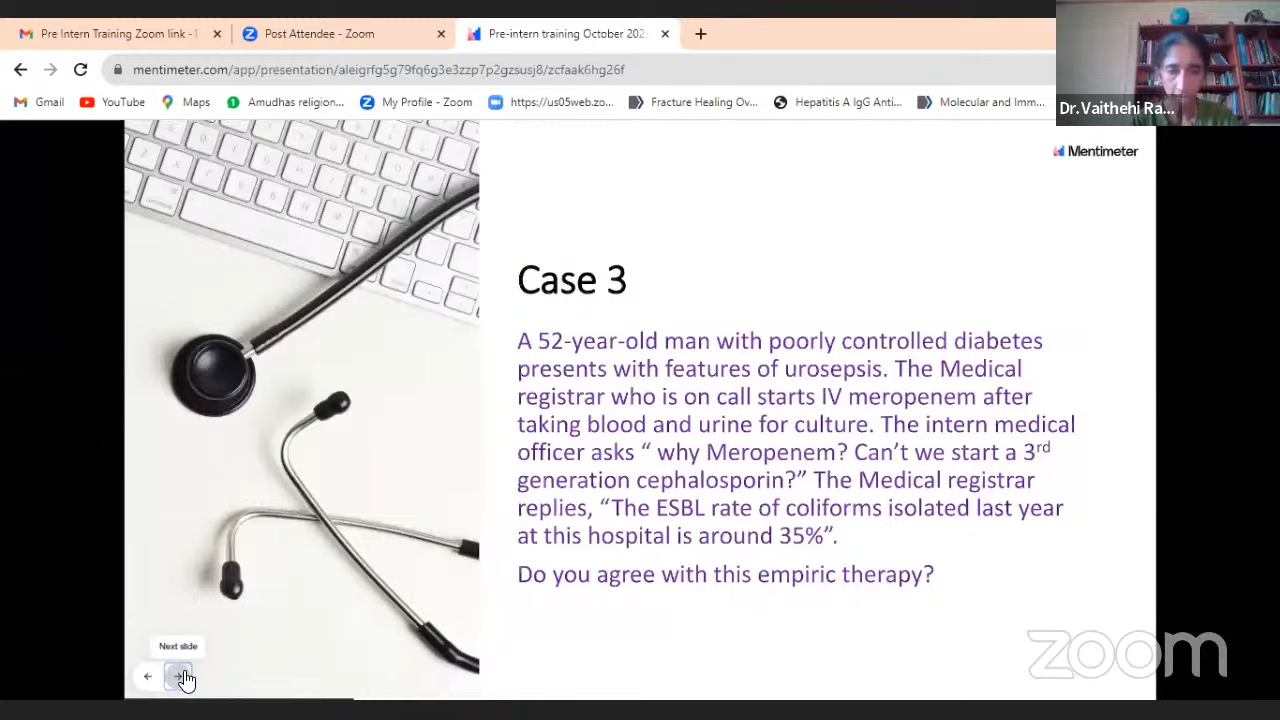 Pre Intern Training Zoom link - 1
Post Attendee - Zoom
Pre-intern training October 202
mentimeter.com/app/presentation/aleigrfg5g79fq6g3e3zzp7p2gzsusj8/zcfaak6hg26f
Gmail
YouTube
Maps
Amudhas religion...
My Profile - Zoom
https://us05web.zo...
Fracture Healing Ov...
Hepatitis A IgG Anti...
Molecular and Imm...
Dr.Vaithehi Ra...
Mentimeter
Case 3
A 52-year-old man with poorly controlled diabetes
presents with features of urosepsis. The Medical
registrar who is on call starts IV meropenem after
taking blood and urine for culture. The intern medical
officer asks “ why Meropenem? Can’t we start a 3rd
generation cephalosporin?” The Medical registrar
replies, “The ESBL rate of coliforms isolated last year
at this hospital is around 35%”.
Do you agree with this empiric therapy?
Next slide
zoom